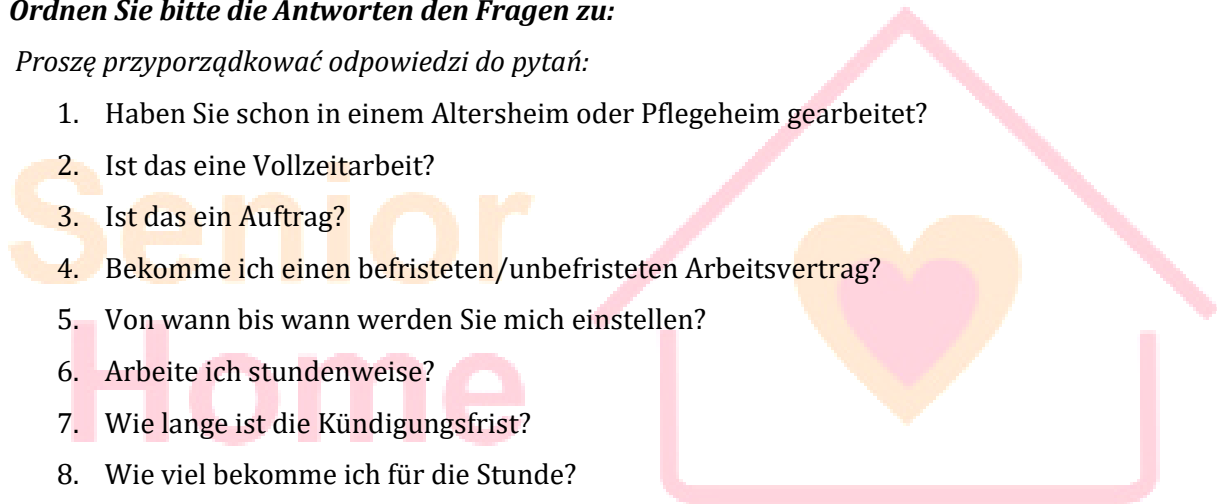 Ordnen Sie bitte die Antworten den Fragen zu:
Proszę przyporządkować odpowiedzi do pytań:
1. Haben Sie schon in einem Altersheim oder Pflegeheim gearbeitet?
2. Ist das eine Vollzeitarbeit?
3. Ist das ein Auftrag?
4. Bekomme ich einen befristeten/unbefristeten Arbeitsvertrag?
5. Von wann bis wann werden Sie mich einstellen?
6. Arbeite ich stundenweise?
7. Wie lange ist die Kündigungsfrist?
8. Wie viel bekomme ich für die Stunde?
Senior
Home